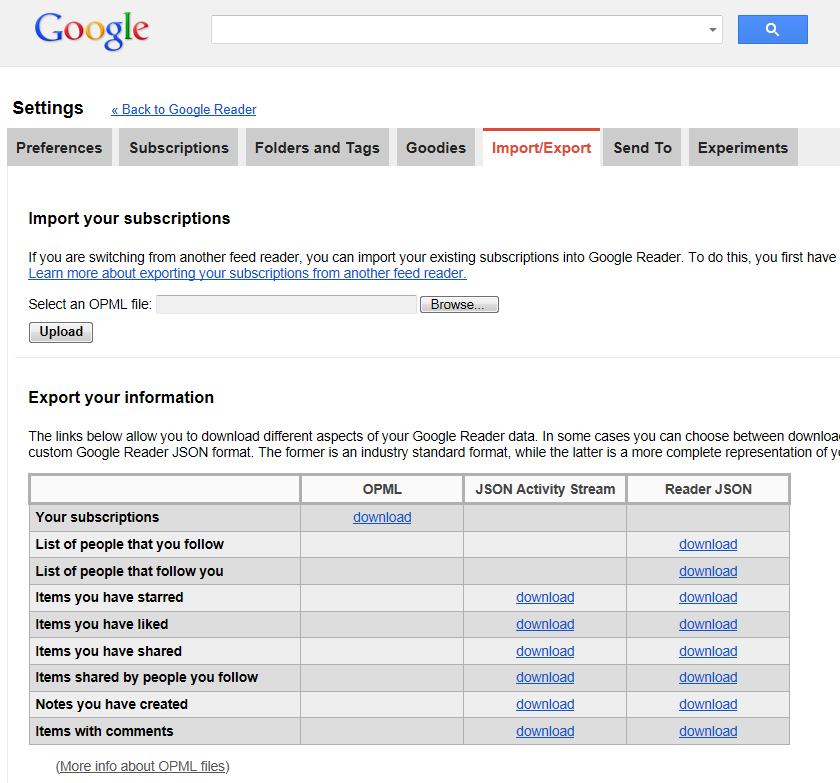 Google
Settings « Back to Google Reader
Preferences Subscriptions Folders and Tags Goodies Import/Export Send To Experiments
Import your subscriptions
If you are switching from another feed reader, you can import your existing subscriptions into Google Reader. To do this, you first have
Learn more about exporting your subscriptions from another feed reader.
Select an OPML file: Browse...
Upload
Export your information
The links below allow you to download different aspects of your Google Reader data. In some cases you can choose between downloa
custom Google Reader JSON format. The former is an industry standard format, while the latter is a more complete representation of yo
OPML JSON Activity Stream Reader JSON
Your subscriptions download
List of people that you follow download
List of people that follow you download
Items you have starred download download
Items you have liked download download
Items you have shared download download
Items shared by people you follow download download
Notes you have created download download
Items with comments download download
(More info about OPML files)